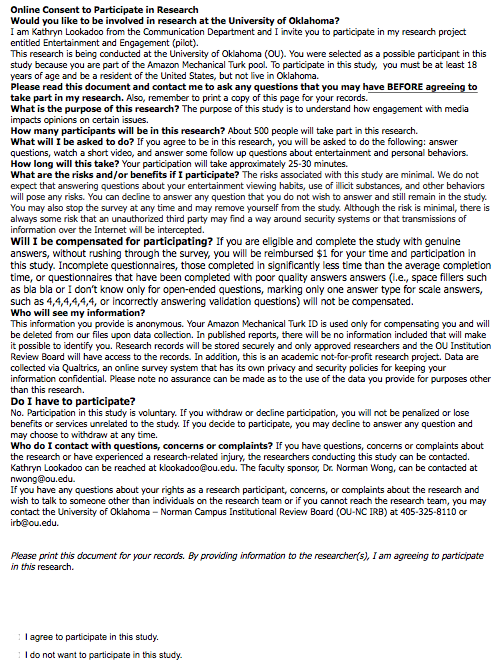 Online Consent to Participate in Research
Would you like to be involved in research at the University of Oklahoma?
I am Kathryn Lookadoo from the Communication Department and I invite you to participate in my research project
entitled Entertainment and Engagement (pilot).
This research is being conducted at the University of Oklahoma (OU). You were selected as a possible participant in this
study because you are part of the Amazon Mechanical Turk pool. To participate in this study, you must be at least 18
years of age and be a resident of the United States, but not live in Oklahoma.
Please read this document and contact me to ask any questions that you may have BEFORE agreeing to
take part in my research. Also, remember to print a copy of this page for your records.
What is the purpose of this research? The purpose of this study is to understand how engagement with media
impacts opinions on certain issues.
How many participants will be in this research? About 500 people will take part in this research.
What will I be asked to do? If you agree to be in this research, you will be asked to do the following: answer
questions, watch a short video, and answer some follow up questions about entertainment and personal behaviors.
How long will this take? Your participation will take approximately 25-30 minutes.
What are the risks and/or benefits if I participate? The risks associated with this study are minimal. We do not
expect that answering questions about your entertainment viewing habits, use of illicit substances, and other behaviors
will pose any risks. You can decline to answer any question that you do not wish to answer and still remain in the study.
You may also stop the survey at any time and may remove yourself from the study. Although the risk is minimal, there is
always some risk that an unauthorized third party may find a way around security systems or that transmissions of
information over the Internet will be intercepted.
Will I be compensated for participating? If you are eligible and complete the study with genuine
answers, without rushing through the survey, you will be reimbursed $1 for your time and participation in
this study. Incomplete questionnaires, those completed in significantly less time than the average completion
time, or questionnaires that have been completed with poor quality answers answers (i.e., space fillers such
as bla bla or I don't know only for open-ended questions, marking only one answer type for scale answers,
such as 4,4,4,4,4, or incorrectly answering validation questions) will not be compensated.
Who will see my information?
This information you provide is anonymous. Your Amazon Mechanical Turk ID is used only for compensating you and will
be deleted from our files upon data collection. In published reports, there will be no information included that will make
it possible to identify you. Research records will be stored securely and only approved researchers and the OU Institution
Review Board will have access to the records. In addition, this is an academic not-for-profit research project. Data are
collected via Qualtrics, an online survey system that has its own privacy and security policies for keeping your
information confidential. Please note no assurance can be made as to the use of the data you provide for purposes other
than this research.
Do I have to participate?
No. Participation in this study is voluntary. If you withdraw or decline participation, you will not be penalized or lose
benefits or services unrelated to the study. If you decide to participate, you may decline to answer any question and
may choose to withdraw at any time.
Who do I contact with questions, concerns or complaints? If you have questions, concerns or complaints about
the research or have experienced a research-related injury, the researchers conducting this study can be contacted.
Kathryn Lookadoo can be reached at klookadoo@ou.edu. The faculty sponsor, Dr. Norman Wong, can be contacted at
nwong@ou.edu.
If you have any questions about your rights as a research participant, concerns, or complaints about the research and
wish to talk to someone other than individuals on the research team or if you cannot reach the research team, you may
contact the University of Oklahoma – Norman Campus Institutional Review Board (OU-NC IRB) at 405-325-8110 or
irb@ou.edu.
Please print this document for your records. By providing information to the researcher(s), I am agreeing to participate
in this research.
I agree to participate in this study.
I do not want to participate in this study.